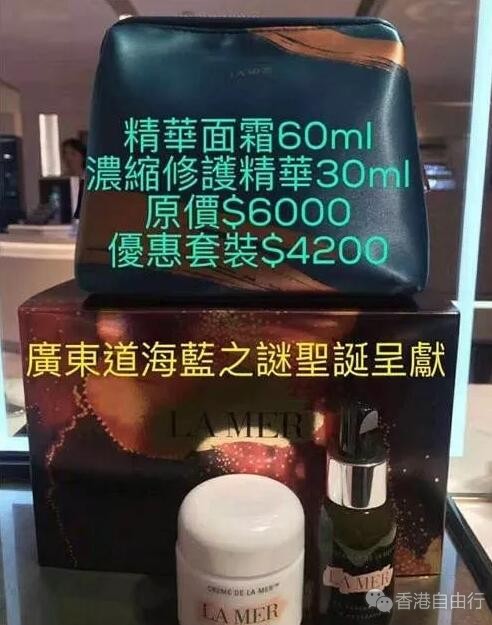 LA MER
精華面霜60ml
濃縮修護精華30ml
原價$6000
優惠套裝$4200
廣東道海藍之謎聖誕呈獻
LA MER
CREME DE LA MER™
LA MER
LA MER
香港自由行